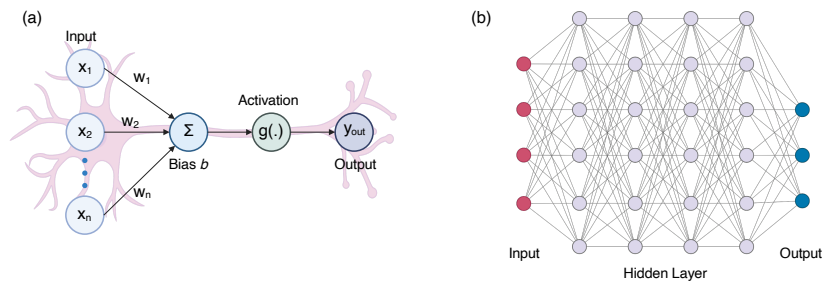 (a)
Input
x1
w1
x2
w2
Σ
Bias b
Activation
g(.)
yout
Output
wn
xn
(b)
Input
Hidden Layer
Output